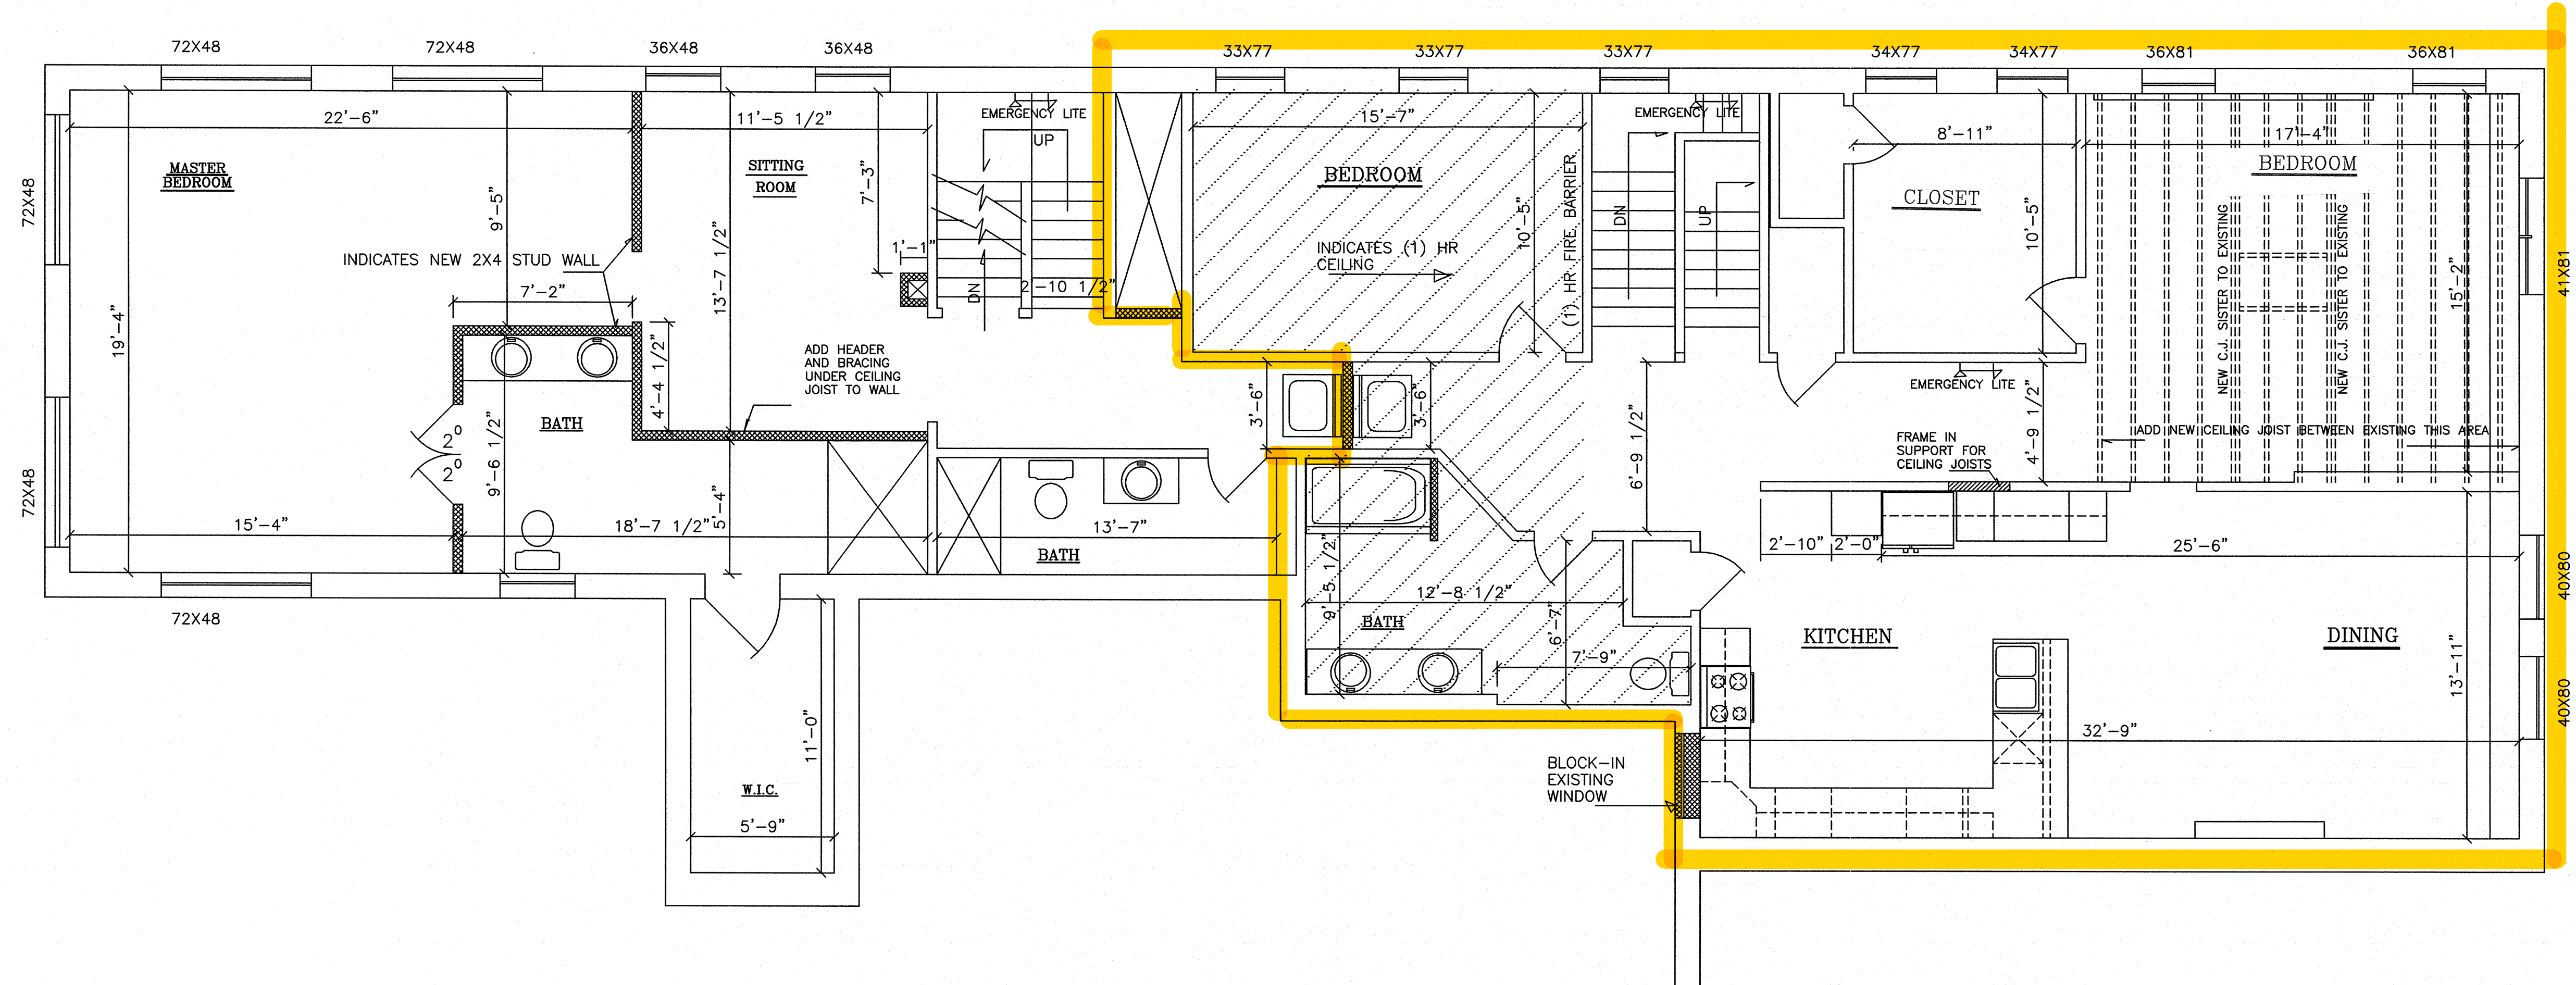 72X48
72X48
36X48
36X48
33X77
33X77
33X77
34X77
34X77
36X81
36X81
EMERGENCY LITE
EMERGENCY LITE
22'-6"
11'-5 1/2"
15'-7"
8'-11"
17'-4"
UP
MASTER
BEDROOM
SITTING
ROOM
7'-3"
BEDROOM
BEDROOM
CLOSET
72X48
9'-5"
13'-7 1/2"
10'-5"
(1) HR FIRE BARRIER
DN
UP
10'-5"
NEW C.J. SISTER TO EXISTING
NEW C.J. SISTER TO EXISTING
15'-2"
41X81
INDICATES NEW 2X4 STUD WALL
1'-1"
INDICATES (1) HR
CEILING
7'-2"
DN
2'-10 1/2"
19'-4"
4'-4 1/2"
ADD HEADER
AND BRACING
UNDER CEILING
JOIST TO WALL
3'-6"
3'-6"
6'-9 1/2"
EMERGENCY LITE
4'-9 1/2"
ADD NEW CEILING JOIST BETWEEN EXISTING THIS AREA
FRAME IN
SUPPORT FOR
CEILING JOISTS
BATH
2⁰
2⁰
9'-6 1/2"
72X48
5'-4"
15'-4"
18'-7 1/2"
13'-7"
BATH
2'-10"
2'-0"
25'-6"
9'-5 1/2"
12'-8 1/2"
6'-7"
BATH
7'-9"
72X48
KITCHEN
DINING
13'-11"
40X80
40X80
11'-0"
32'-9"
BLOCK-IN
EXISTING
WINDOW
W.I.C.
5'-9"